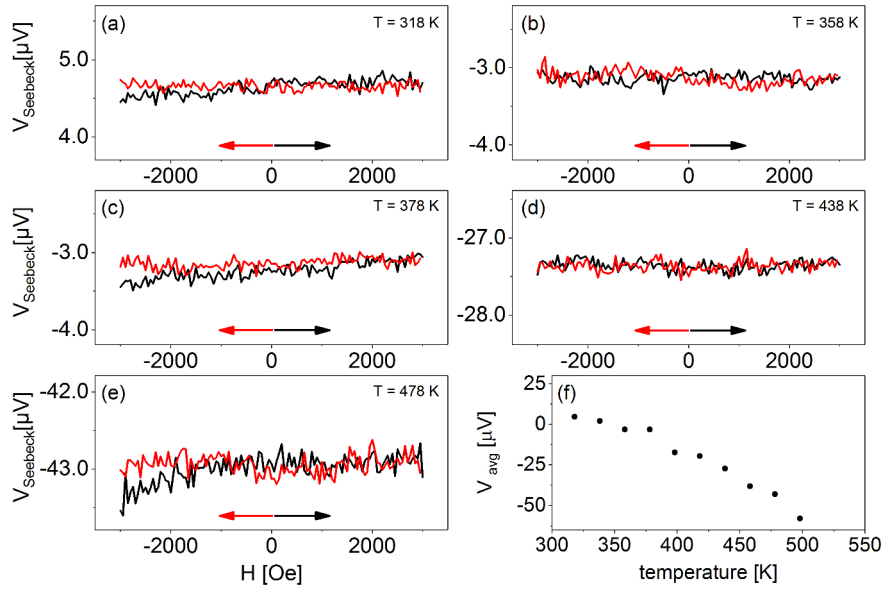 (a) T = 318 K
V_Seebeck[µV]
5.0
4.0
-2000 0 2000
(b) T = 358 K
-3.0
-4.0
-2000 0 2000
(c) T = 378 K
V_Seebeck[µV]
-3.0
-4.0
-2000 0 2000
(d) T = 438 K
-27.0
-28.0
-2000 0 2000
(e) T = 478 K
V_Seebeck[µV]
-42.0
-43.0
-2000 0 2000
H [Oe]
(f)
V_avg [µV]
25
0
-25
-50
300 350 400 450 500 550
temperature [K]